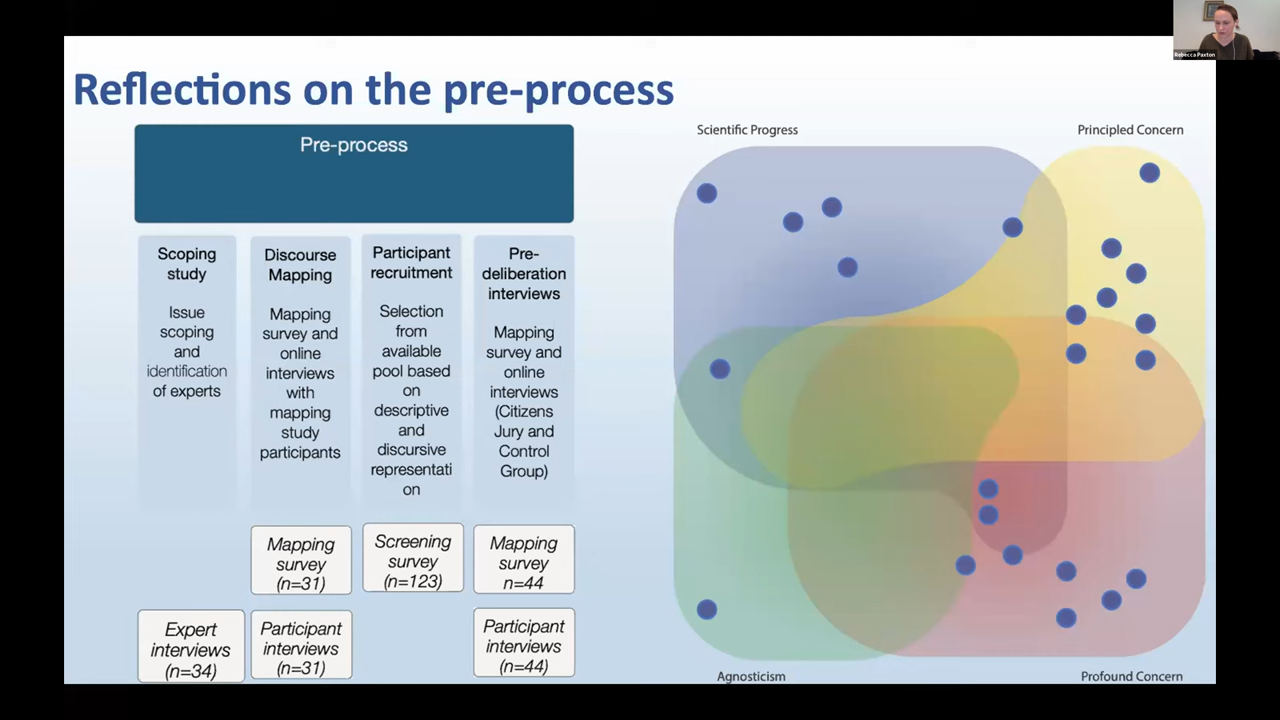 Rebecca Paxton
Reflections on the pre-process
Pre-process
Scoping
study
Issue
scoping
and
identification
of experts
Discourse
Mapping
Mapping
survey and
online
interviews
with
mapping
study
participants
Participant
recruitment
Selection
from
available
pool based
on
descriptive
and
discursive
representati
on
Pre-
deliberation
interviews
Mapping
survey and
online
interviews
(Citizens
Jury and
Control
Group)
Mapping
survey
(n=31)
Screening
survey
(n=123)
Mapping
survey
n=44
Expert
interviews
(n=34)
Participant
interviews
(n=31)
Participant
interviews
(n=44)
Scientific Progress
Principled Concern
Agnosticism
Profound Concern